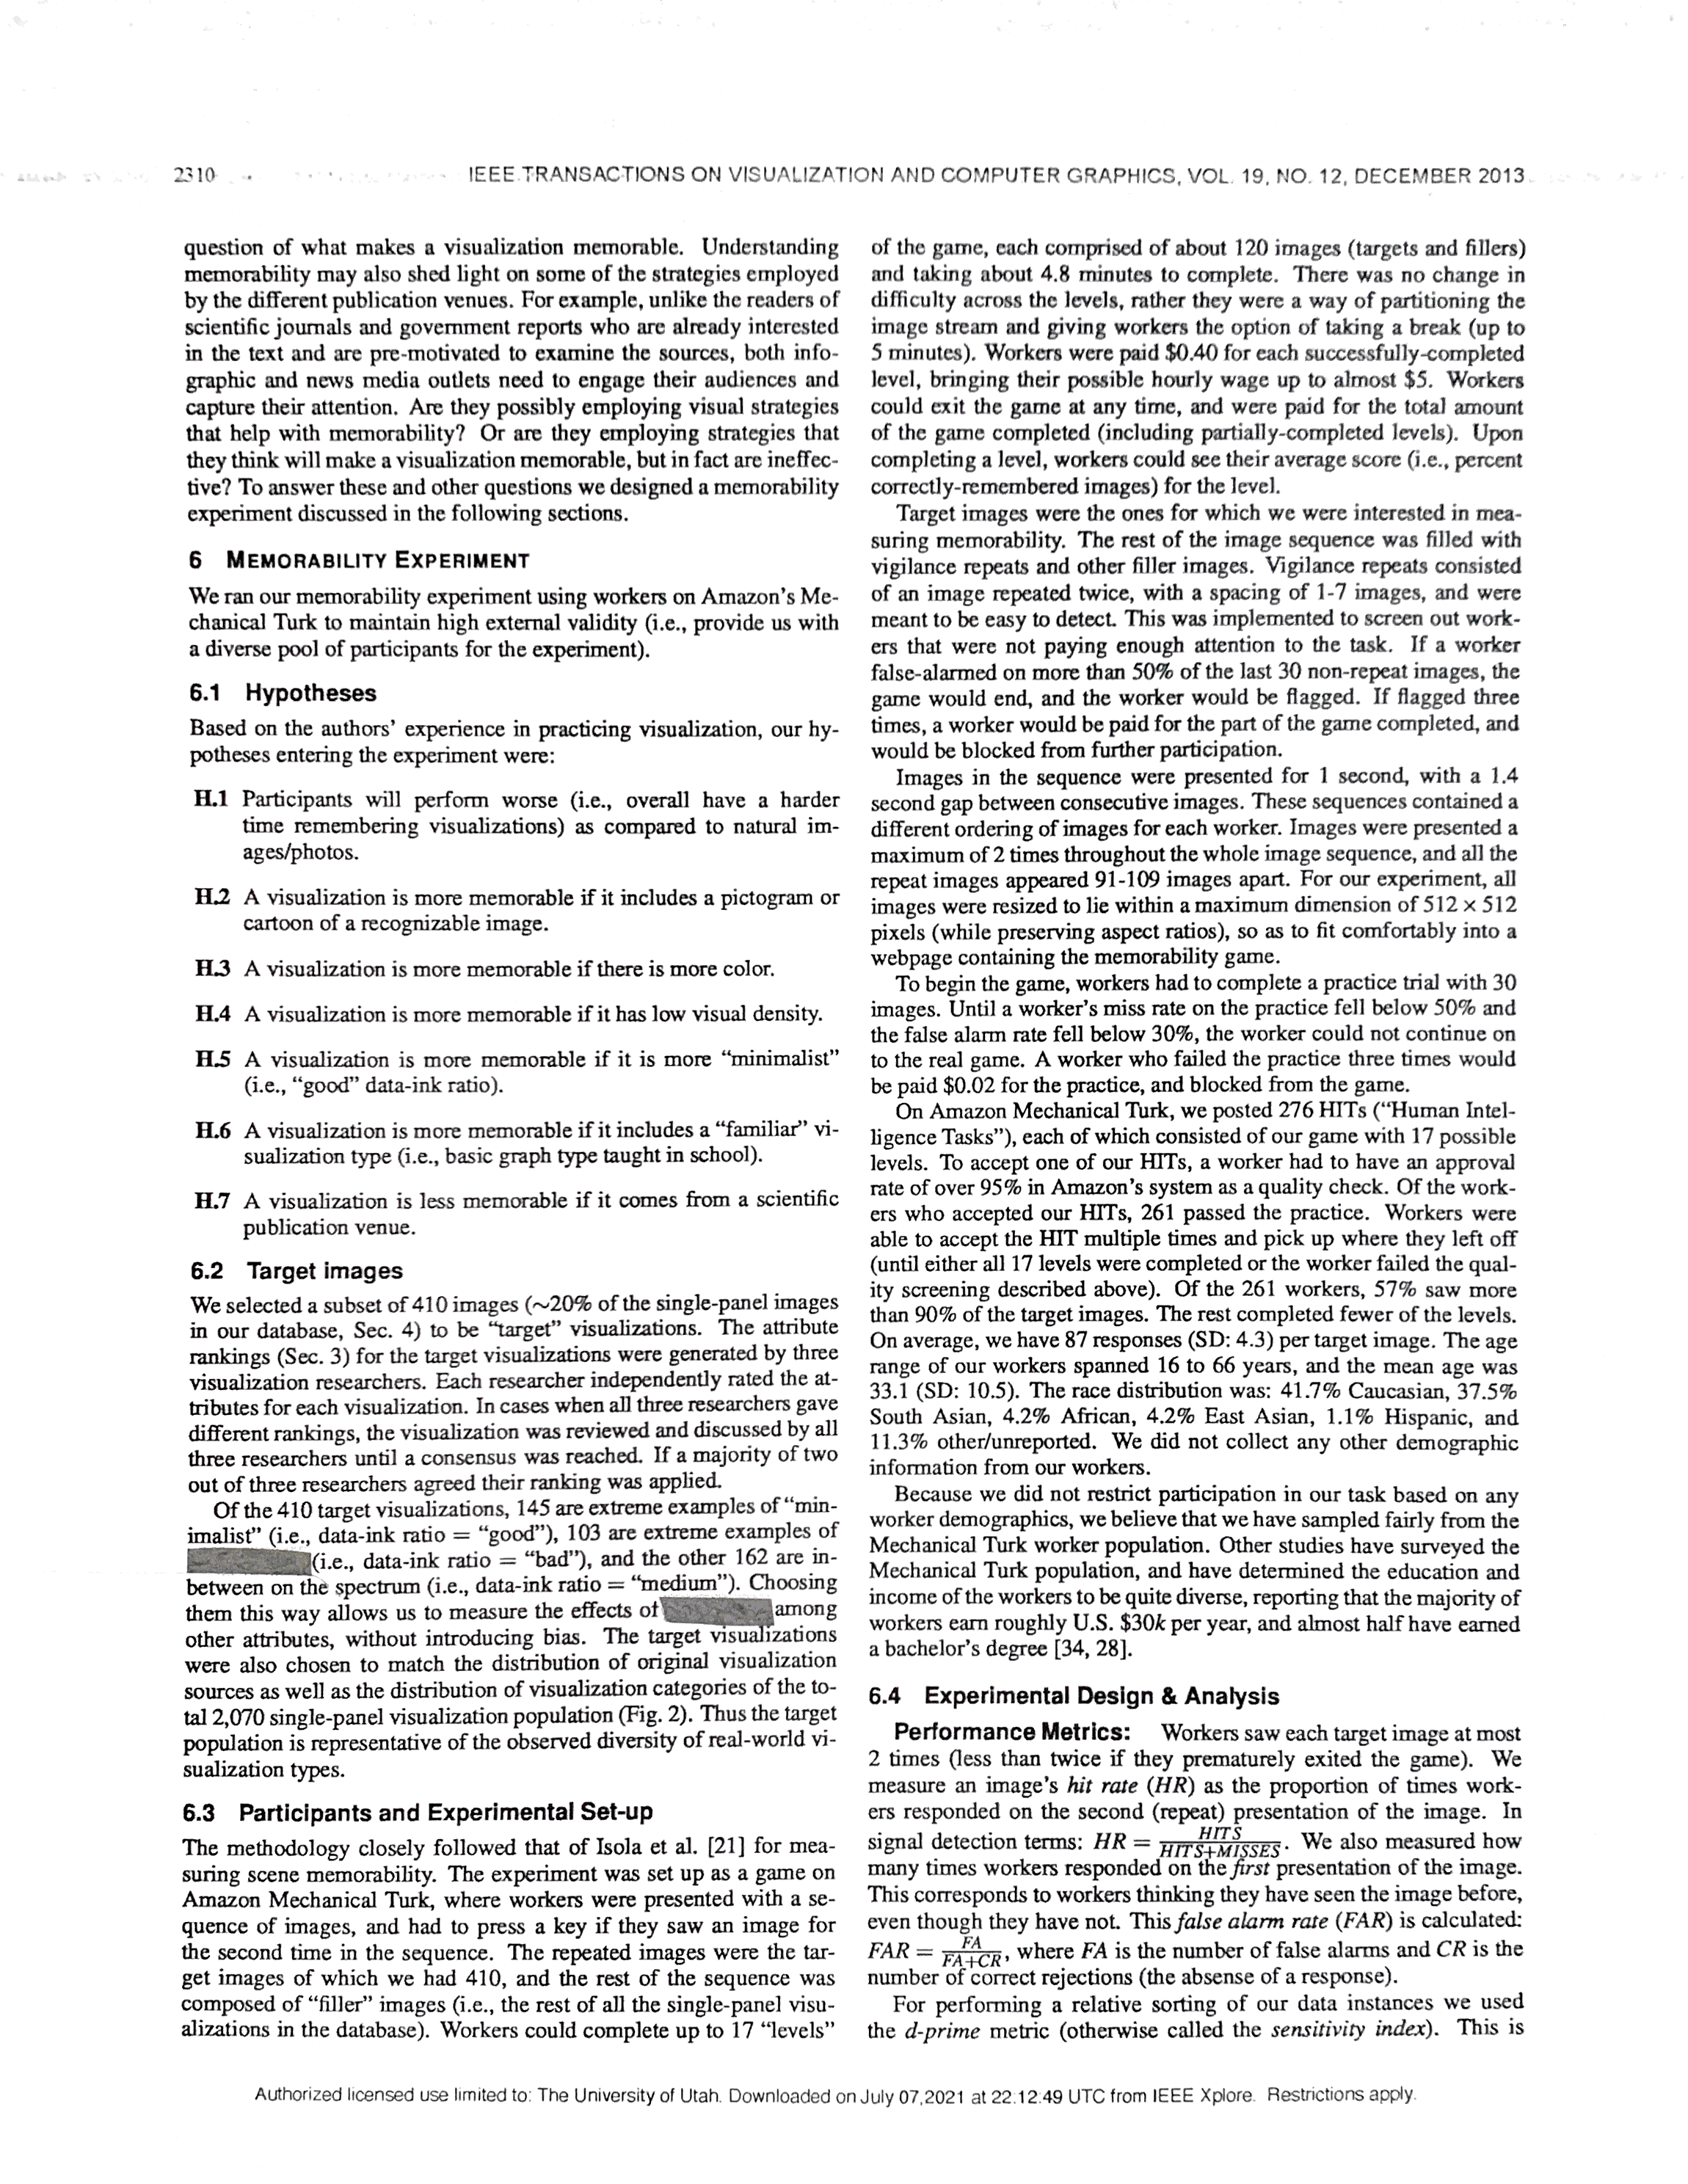 2310
IEEE TRANSACTIONS ON VISUALIZATION AND COMPUTER GRAPHICS, VOL. 19, NO. 12, DECEMBER 2013
question of what makes a visualization memorable. Understanding
memorability may also shed light on some of the strategies employed
by the different publication venues. For example, unlike the readers of
scientific journals and government reports who are already interested
in the text and are pre-motivated to examine the sources, both info-
graphic and news media outlets need to engage their audiences and
capture their attention. Are they possibly employing visual strategies
that help with memorability? Or are they employing strategies that
they think will make a visualization memorable, but in fact are ineffec-
tive? To answer these and other questions we designed a memorability
experiment discussed in the following sections.
6 MEMORABILITY EXPERIMENT
We ran our memorability experiment using workers on Amazon's Me-
chanical Turk to maintain high external validity (i.e., provide us with
a diverse pool of participants for the experiment).
6.1 Hypotheses
Based on the authors' experience in practicing visualization, our hy-
potheses entering the experiment were:
H.1 Participants will perform worse (i.e., overall have a harder
time remembering visualizations) as compared to natural im-
ages/photos.
H.2 A visualization is more memorable if it includes a pictogram or
cartoon of a recognizable image.
H.3 A visualization is more memorable if there is more color.
H.4 A visualization is more memorable if it has low visual density.
H.5 A visualization is more memorable if it is more "minimalist"
(i.e., "good" data-ink ratio).
H.6 A visualization is more memorable if it includes a "familiar" vi-
sualization type (i.e., basic graph type taught in school).
H.7 A visualization is less memorable if it comes from a scientific
publication venue.
6.2 Target images
We selected a subset of 410 images (~20% of the single-panel images
in our database, Sec. 4) to be "target" visualizations. The attribute
rankings (Sec. 3) for the target visualizations were generated by three
visualization researchers. Each researcher independently rated the at-
tributes for each visualization. In cases when all three researchers gave
different rankings, the visualization was reviewed and discussed by all
three researchers until a consensus was reached. If a majority of two
out of three researchers agreed their ranking was applied.
Of the 410 target visualizations, 145 are extreme examples of "min-
imalist" (i.e., data-ink ratio = "good"), 103 are extreme examples of
(i.e., data-ink ratio = "bad"), and the other 162 are in-
between on the spectrum (i.e., data-ink ratio = "medium"). Choosing
them this way allows us to measure the effects of among
other attributes, without introducing bias. The target visualizations
were also chosen to match the distribution of original visualization
sources as well as the distribution of visualization categories of the to-
tal 2,070 single-panel visualization population (Fig. 2). Thus the target
population is representative of the observed diversity of real-world vi-
sualization types.
6.3 Participants and Experimental Set-up
The methodology closely followed that of Isola et al. [21] for mea-
suring scene memorability. The experiment was set up as a game on
Amazon Mechanical Turk, where workers were presented with a se-
quence of images, and had to press a key if they saw an image for
the second time in the sequence. The repeated images were the tar-
get images of which we had 410, and the rest of the sequence was
composed of "filler" images (i.e., the rest of all the single-panel visu-
alizations in the database). Workers could complete up to 17 "levels"
of the game, each comprised of about 120 images (targets and fillers)
and taking about 4.8 minutes to complete. There was no change in
difficulty across the levels, rather they were a way of partitioning the
image stream and giving workers the option of taking a break (up to
5 minutes). Workers were paid $0.40 for each successfully-completed
level, bringing their possible hourly wage up to almost $5. Workers
could exit the game at any time, and were paid for the total amount
of the game completed (including partially-completed levels). Upon
completing a level, workers could see their average score (i.e., percent
correctly-remembered images) for the level.
Target images were the ones for which we were interested in mea-
suring memorability. The rest of the image sequence was filled with
vigilance repeats and other filler images. Vigilance repeats consisted
of an image repeated twice, with a spacing of 1-7 images, and were
meant to be easy to detect. This was implemented to screen out work-
ers that were not paying enough attention to the task. If a worker
false-alarmed on more than 50% of the last 30 non-repeat images, the
game would end, and the worker would be flagged. If flagged three
times, a worker would be paid for the part of the game completed, and
would be blocked from further participation.
Images in the sequence were presented for 1 second, with a 1.4
second gap between consecutive images. These sequences contained a
different ordering of images for each worker. Images were presented a
maximum of 2 times throughout the whole image sequence, and all the
repeat images appeared 91-109 images apart. For our experiment, all
images were resized to lie within a maximum dimension of 512 × 512
pixels (while preserving aspect ratios), so as to fit comfortably into a
webpage containing the memorability game.
To begin the game, workers had to complete a practice trial with 30
images. Until a worker's miss rate on the practice fell below 50% and
the false alarm rate fell below 30%, the worker could not continue on
to the real game. A worker who failed the practice three times would
be paid $0.02 for the practice, and blocked from the game.
On Amazon Mechanical Turk, we posted 276 HITs ("Human Intel-
ligence Tasks"), each of which consisted of our game with 17 possible
levels. To accept one of our HITs, a worker had to have an approval
rate of over 95% in Amazon's system as a quality check. Of the work-
ers who accepted our HITs, 261 passed the practice. Workers were
able to accept the HIT multiple times and pick up where they left off
(until either all 17 levels were completed or the worker failed the qual-
ity screening described above). Of the 261 workers, 57% saw more
than 90% of the target images. The rest completed fewer of the levels.
On average, we have 87 responses (SD: 4.3) per target image. The age
range of our workers spanned 16 to 66 years, and the mean age was
33.1 (SD: 10.5). The race distribution was: 41.7% Caucasian, 37.5%
South Asian, 4.2% African, 4.2% East Asian, 1.1% Hispanic, and
11.3% other/unreported. We did not collect any other demographic
information from our workers.
Because we did not restrict participation in our task based on any
worker demographics, we believe that we have sampled fairly from the
Mechanical Turk worker population. Other studies have surveyed the
Mechanical Turk population, and have determined the education and
income of the workers to be quite diverse, reporting that the majority of
workers earn roughly U.S. $30k per year, and almost half have earned
a bachelor's degree [34, 28].
6.4 Experimental Design & Analysis
Performance Metrics: Workers saw each target image at most
2 times (less than twice if they prematurely exited the game). We
measure an image's hit rate (HR) as the proportion of times work-
ers responded on the second (repeat) presentation of the image. In
signal detection terms: HR = HITS/HITS+MISSES. We also measured how
many times workers responded on the first presentation of the image.
This corresponds to workers thinking they have seen the image before,
even though they have not. This false alarm rate (FAR) is calculated:
FAR = FA/FA+CR, where FA is the number of false alarms and CR is the
number of correct rejections (the absense of a response).
For performing a relative sorting of our data instances we used
the d-prime metric (otherwise called the sensitivity index). This is
Authorized licensed use limited to: The University of Utah. Downloaded on July 07,2021 at 22:12:49 UTC from IEEE Xplore. Restrictions apply.